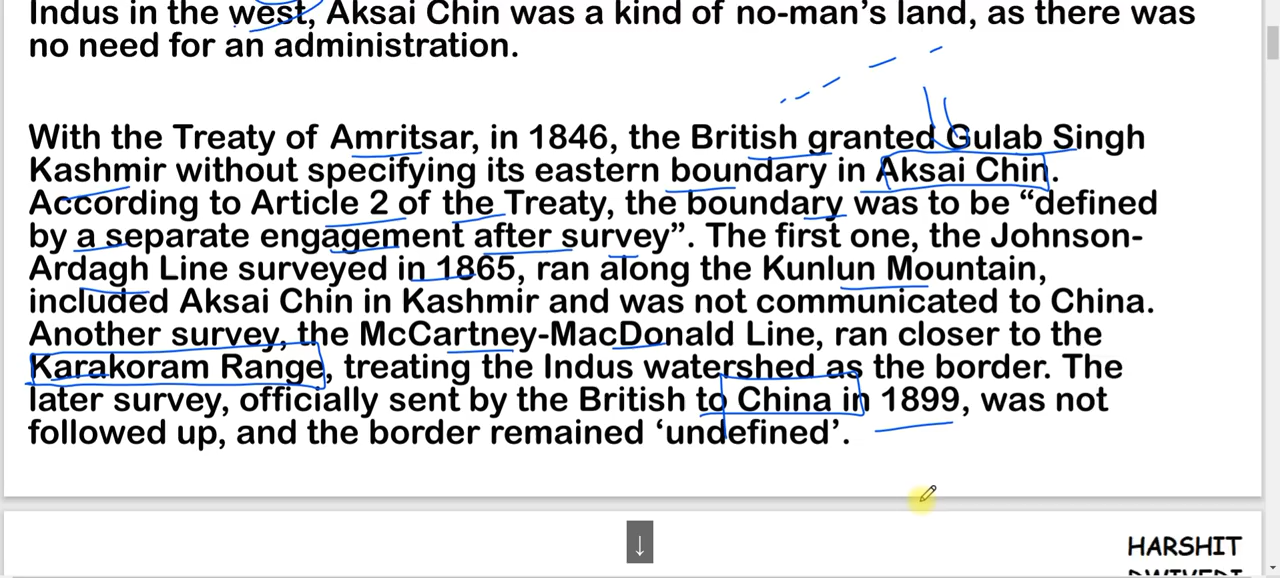 Indus in the west, Aksai Chin was a kind of no-man’s land, as there was
no need for an administration.
With the Treaty of Amritsar, in 1846, the British granted Gulab Singh
Kashmir without specifying its eastern boundary in Aksai Chin.
According to Article 2 of the Treaty, the boundary was to be “defined
by a separate engagement after survey”. The first one, the Johnson-
Ardagh Line surveyed in 1865, ran along the Kunlun Mountain,
included Aksai Chin in Kashmir and was not communicated to China.
Another survey, the McCartney-MacDonald Line, ran closer to the
Karakoram Range, treating the Indus watershed as the border. The
later survey, officially sent by the British to China in 1899, was not
followed up, and the border remained ‘undefined’.
HARSHIT
DWIVEDI